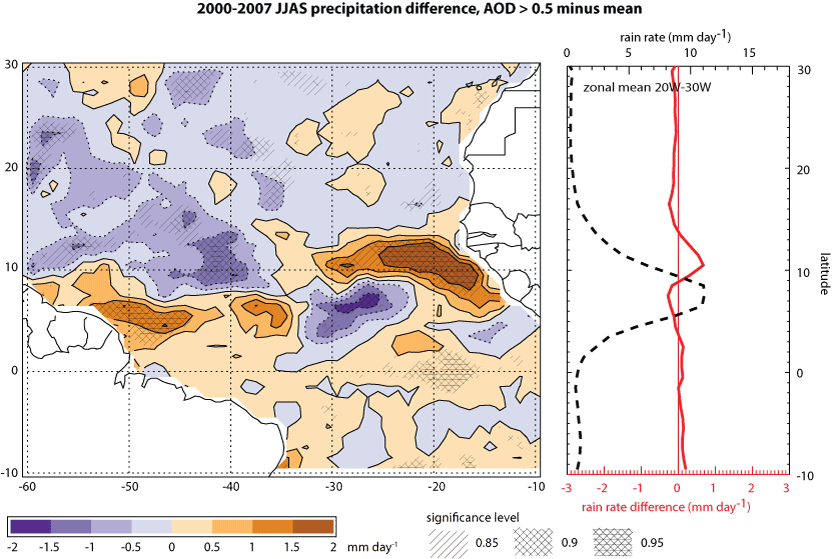 2000-2007 JJAS precipitation difference, AOD > 0.5 minus mean
rain rate (mm day-1)
0 5 10 15
zonal mean 20W-30W
30
24
20
10
0
-10
-60 -50 -40 -30 -20 -10
30
20
10
0
-10
latitude
-3 -2 -1 0 1 2 3
rain rate difference (mm day-1)
-2 -1.5 -1 -0.5 0 0.5 1 1.5 2 mm day-1
significance level
0.85 0.9 0.95